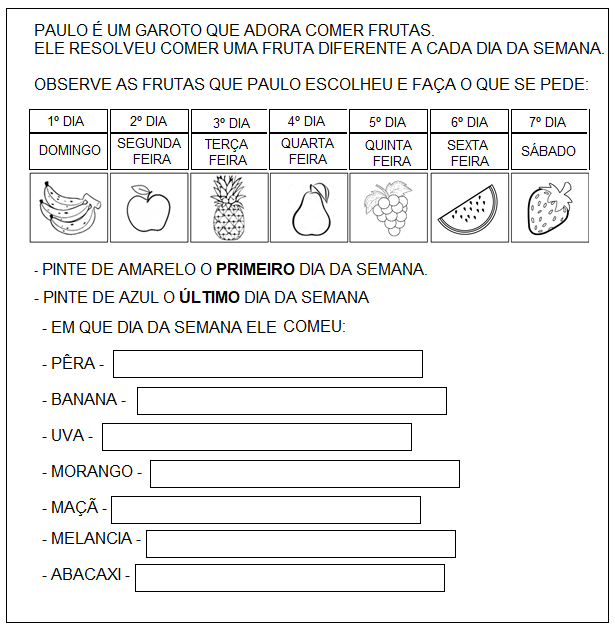 PAULO É UM GAROTO QUE ADORA COMER FRUTAS.
ELE RESOLVEU COMER UMA FRUTA DIFERENTE A CADA DIA DA SEMANA.
OBSERVE AS FRUTAS QUE PAULO ESCOLHEU E FAÇA O QUE SE PEDE:
1º DIA 2º DIA 3º DIA 4º DIA 5º DIA 6º DIA 7º DIA
DOMINGO SEGUNDA FEIRA TERÇA FEIRA QUARTA FEIRA QUINTA FEIRA SEXTA FEIRA SÁBADO
- PINTE DE AMARELO O PRIMEIRO DIA DA SEMANA.
- PINTE DE AZUL O ÚLTIMO DIA DA SEMANA
- EM QUE DIA DA SEMANA ELE COMEU:
- PÊRA -
- BANANA -
- UVA -
- MORANGO -
- MAÇÃ -
- MELANCIA -
- ABACAXI -